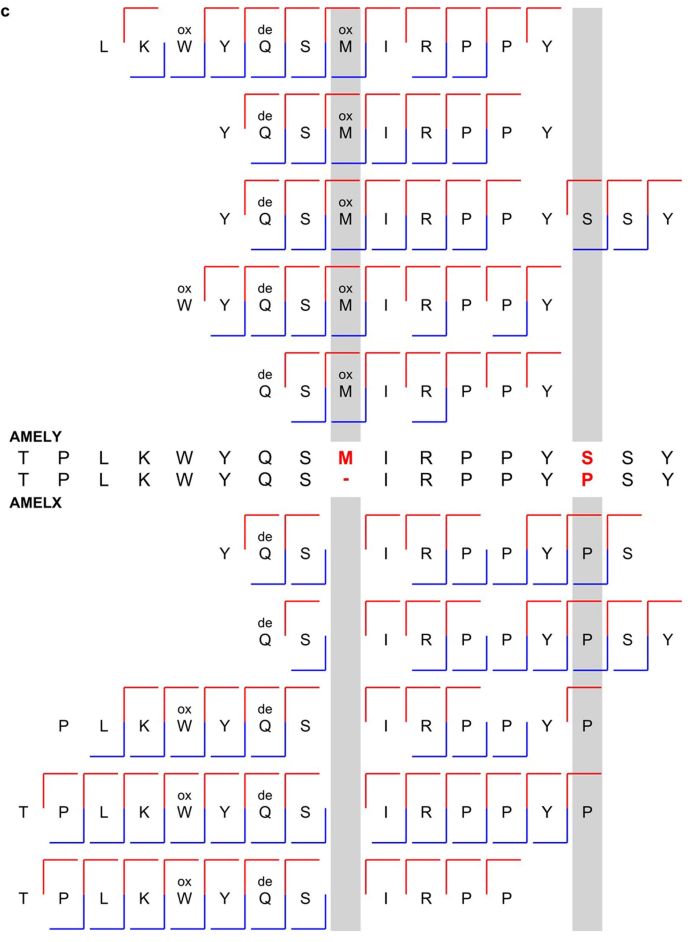 c
ox de ox
L K W Y Q S M I R P P Y
de ox
Y Q S M I R P P Y
de ox
Y Q S M I R P P Y S S Y
ox de ox
W Y Q S M I R P P Y
de ox
Q S M I R P P Y
AMELY
T P L K W Y Q S M I R P P Y S S Y
T P L K W Y Q S - I R P P Y P S Y
AMELX
de
Y Q S I R P P Y P S
de
Q S I R P P Y P S Y
ox de
P L K W Y Q S I R P P Y P
ox de
T P L K W Y Q S I R P P Y P
ox de
T P L K W Y Q S I R P P